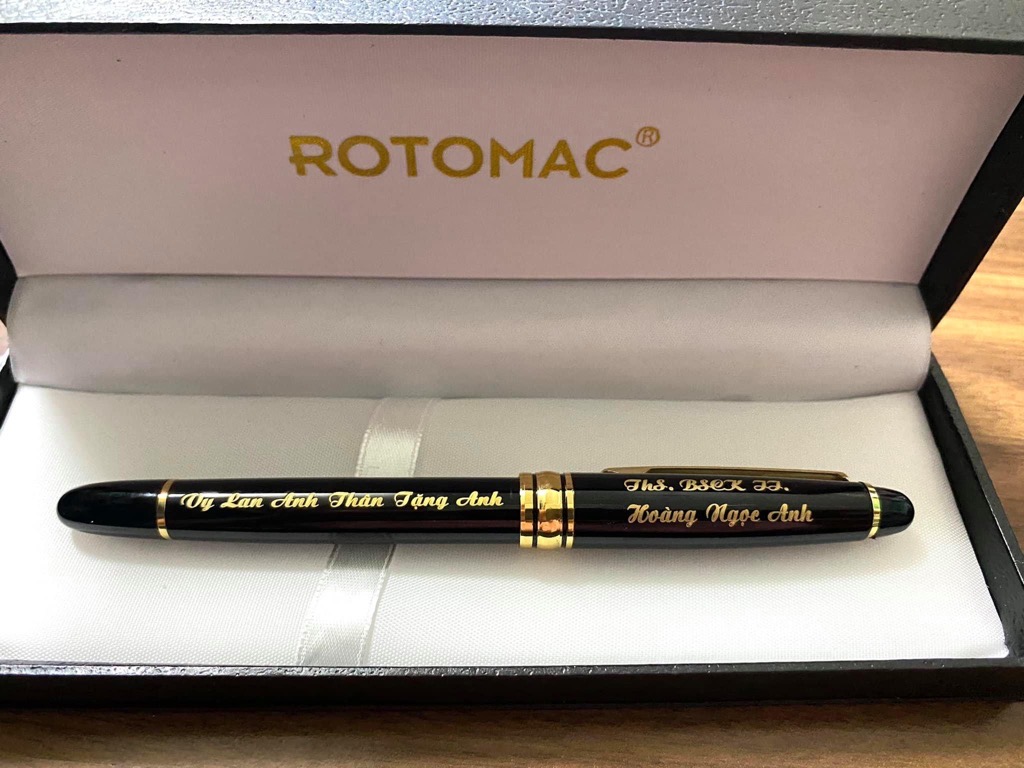 ROTOMAC®
Vy Lan Anh Thân Tặng Anh
ThS. BSCK II.
Hoàng Ngọc Anh